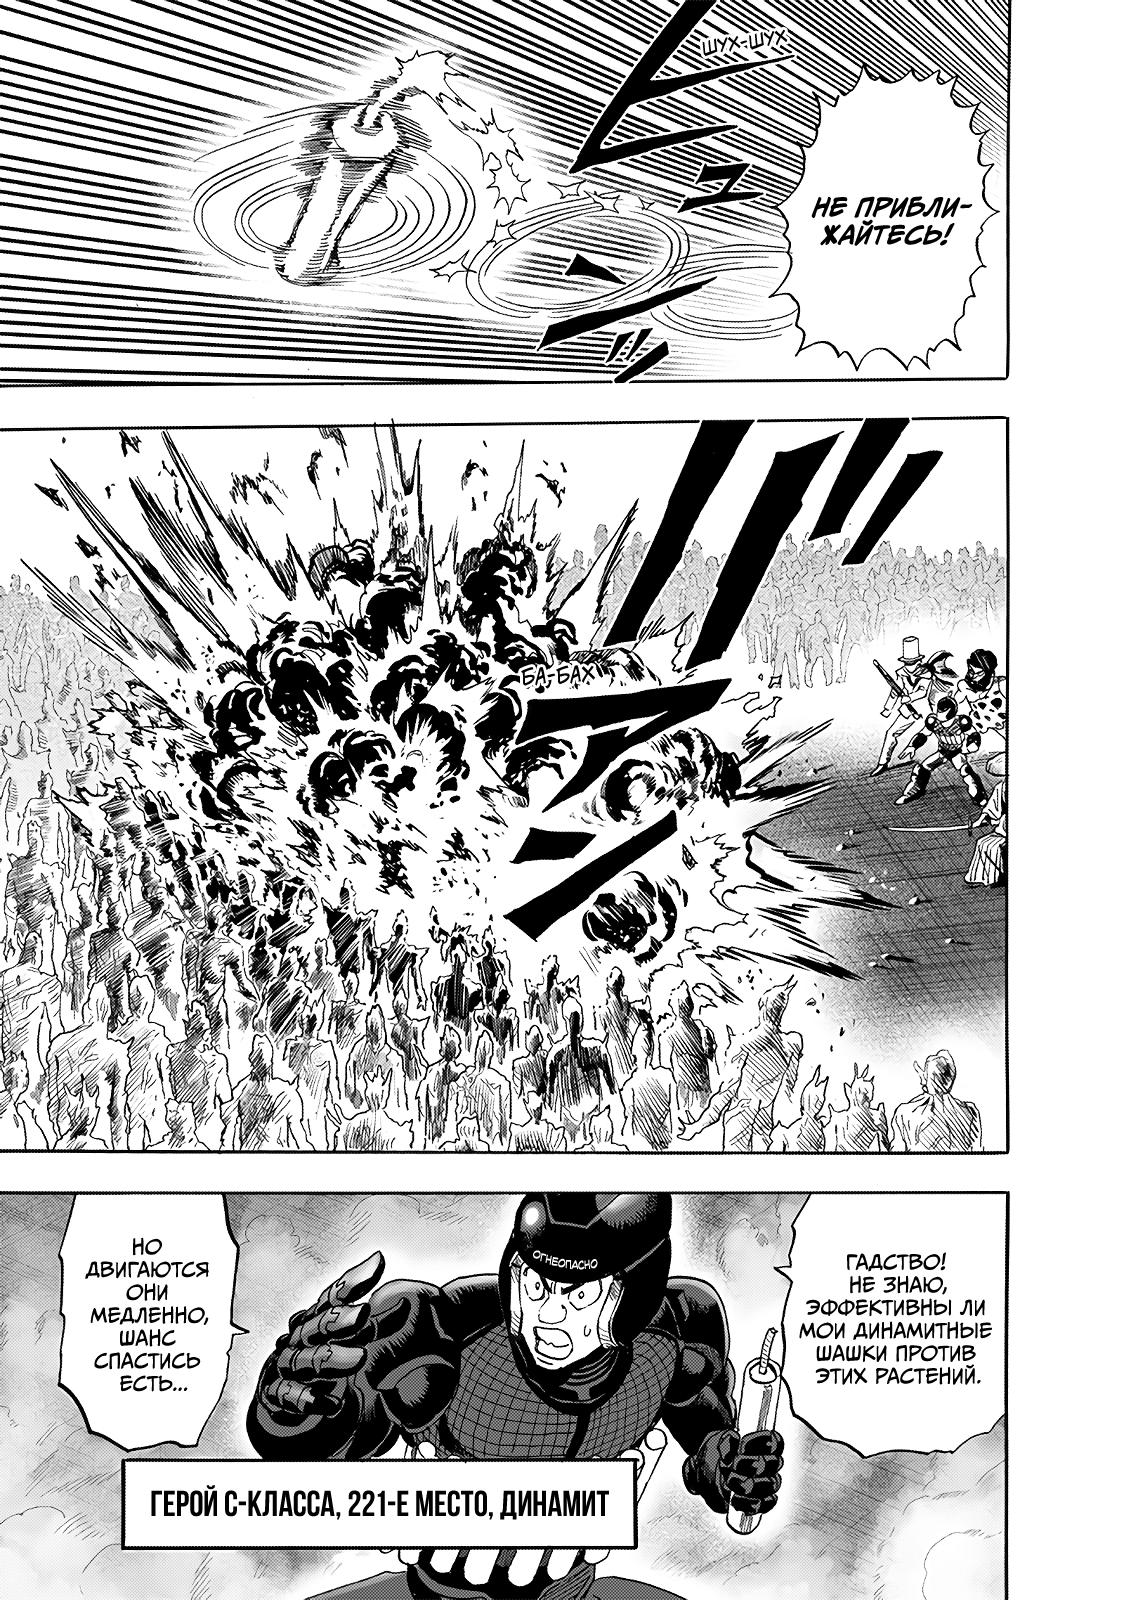 ШУХ-ШУХ
НЕ ПРИБЛИ-
ЖАЙТЕСЬ!
БА-БАХ
ГАДСТВО!
НЕ ЗНАЮ,
ЭФФЕКТИВНЫ ЛИ
МОИ ДИНАМИТНЫЕ
ШАШКИ ПРОТИВ
ЭТИХ РАСТЕНИЙ.
ОГНЕОПАСНО
НО
ДВИГАЮТСЯ
ОНИ
МЕДЛЕННО,
ШАНС
СПАСТИСЬ
ЕСТЬ...
ГЕРОЙ С-КЛАССА, 221-Е МЕСТО, ДИНАМИТ